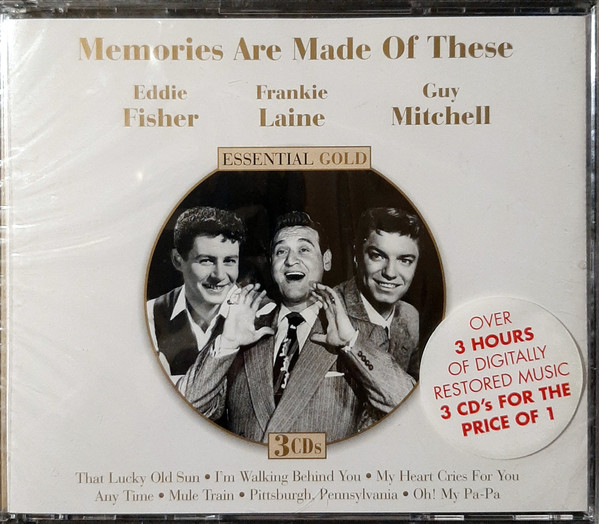 Memories Are Made Of These
Eddie Fisher
Frankie Laine
Guy Mitchell
ESSENTIAL GOLD
OVER
3 HOURS
OF DIGITALLY
RESTORED MUSIC
3 CD's FOR THE
PRICE OF 1
3CDs
That Lucky Old Sun • I'm Walking Behind You • My Heart Cries For You
Any Time • Mule Train • Pittsburgh, Pennsylvania • Oh! My Pa-Pa